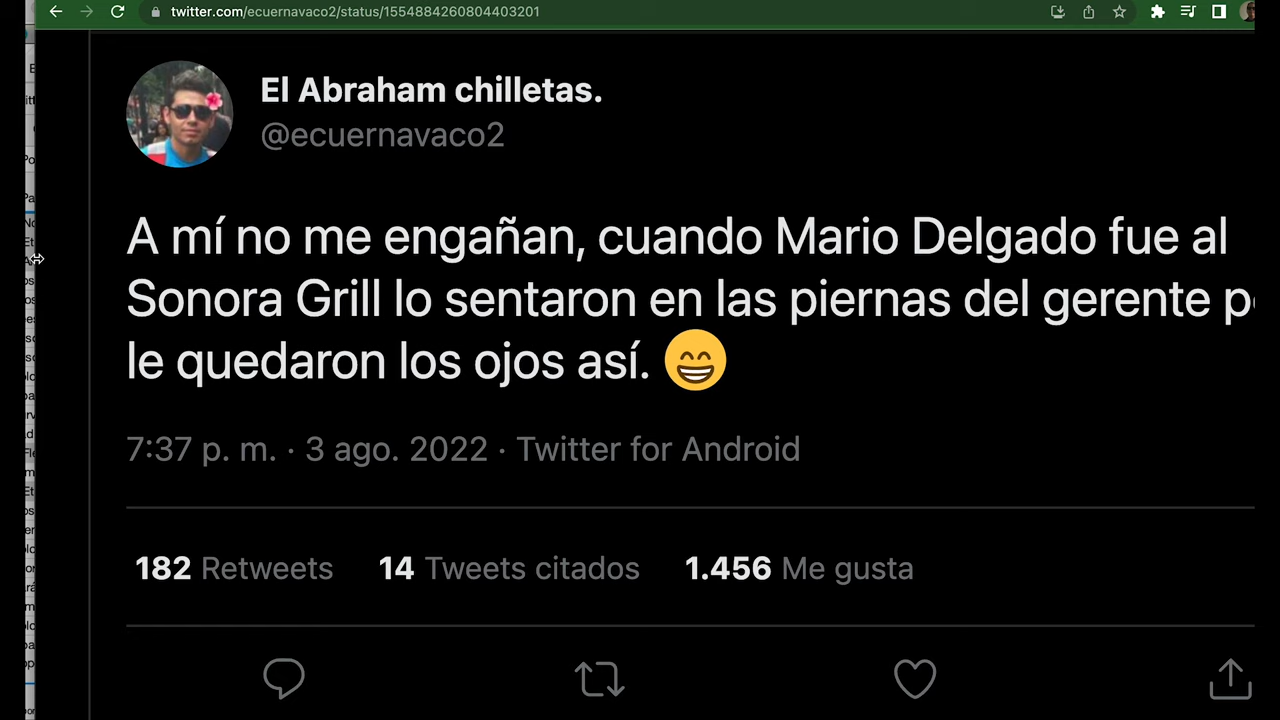 twitter.com/ecuernavaco2/status/1554884260804403201
El Abraham chilletas.
@ecuernavaco2
A mí no me engañan, cuando Mario Delgado fue al
Sonora Grill lo sentaron en las piernas del gerente
le quedaron los ojos así. 😁
7:37 p. m. · 3 ago. 2022 · Twitter for Android
182 Retweets 14 Tweets citados 1.456 Me gusta